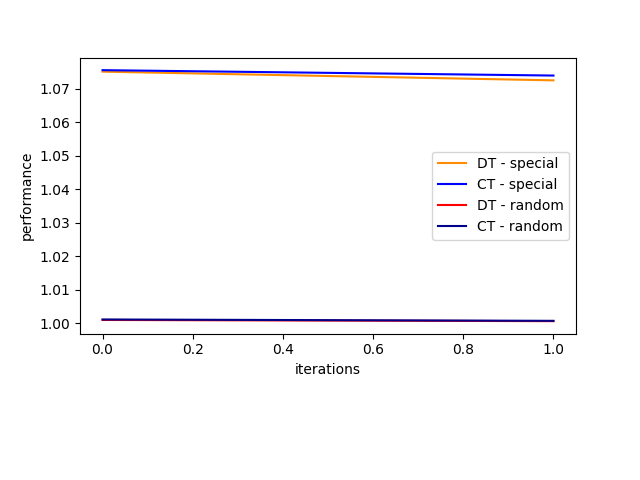 1.07
1.06
1.05
1.04
1.03
1.02
1.01
1.00
performance
DT - special
CT - special
DT - random
CT - random
0.0 0.2 0.4 0.6 0.8 1.0
iterations